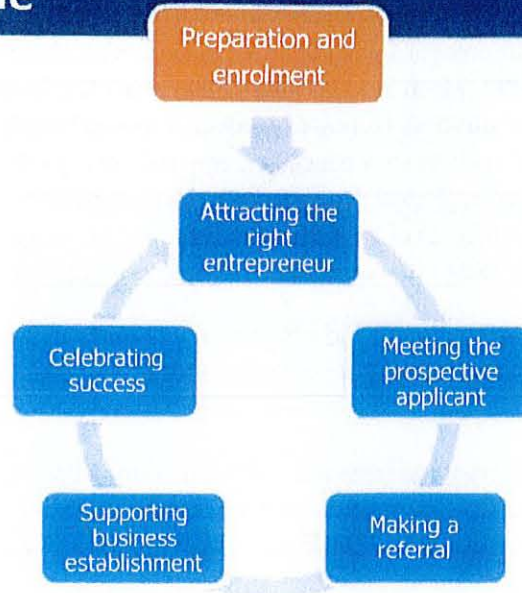 Preparation and
enrolment
Attracting the
right
entrepreneur
Meeting the
prospective
applicant
Making a
referral
Supporting
business
establishment
Celebrating
success